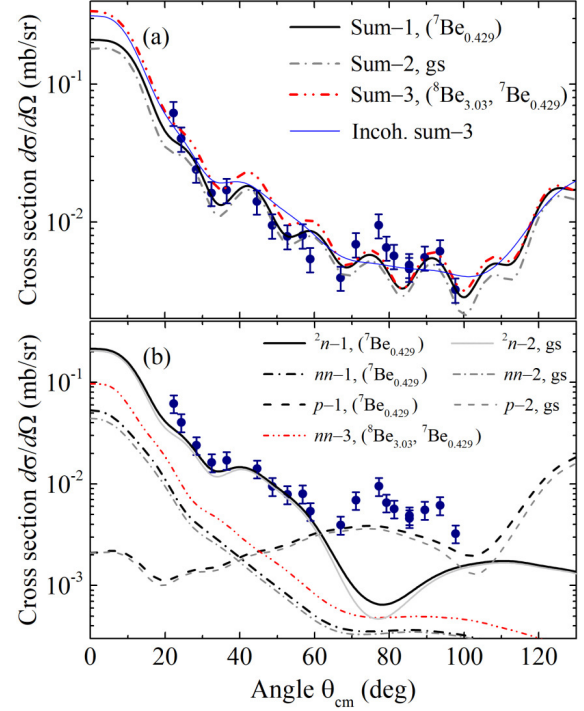 (a)
Sum−1, (⁷Be₀.₄₂₉)
Sum−2, gs
Sum−3, (⁸Be₃.₀₃, ⁷Be₀.₄₂₉)
Incoh. sum−3
10⁻¹
10⁻²
Cross section dσ/dΩ (mb/sr)
(b)
²n−1, (⁷Be₀.₄₂₉)
²n−2, gs
nn−1, (⁷Be₀.₄₂₉)
nn−2, gs
p−1, (⁷Be₀.₄₂₉)
p−2, gs
nn−3, (⁸Be₃.₀₃, ⁷Be₀.₄₂₉)
10⁻¹
10⁻²
10⁻³
Cross section dσ/dΩ (mb/sr)
0 20 40 60 80 100 120
Angle θcm (deg)